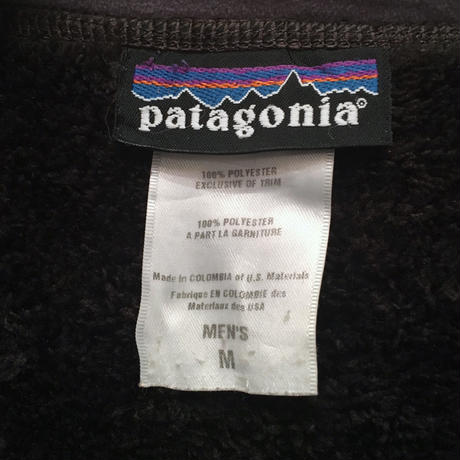 patagonia®
100% POLYESTER
EXCLUSIVE OF TRIM
100% POLYESTER
A PART LA GARNITURE
Made in COLOMBIA of U.S. Materials
Fabrique EN COLOMBIE des
Materiaux des USA
MEN'S
M